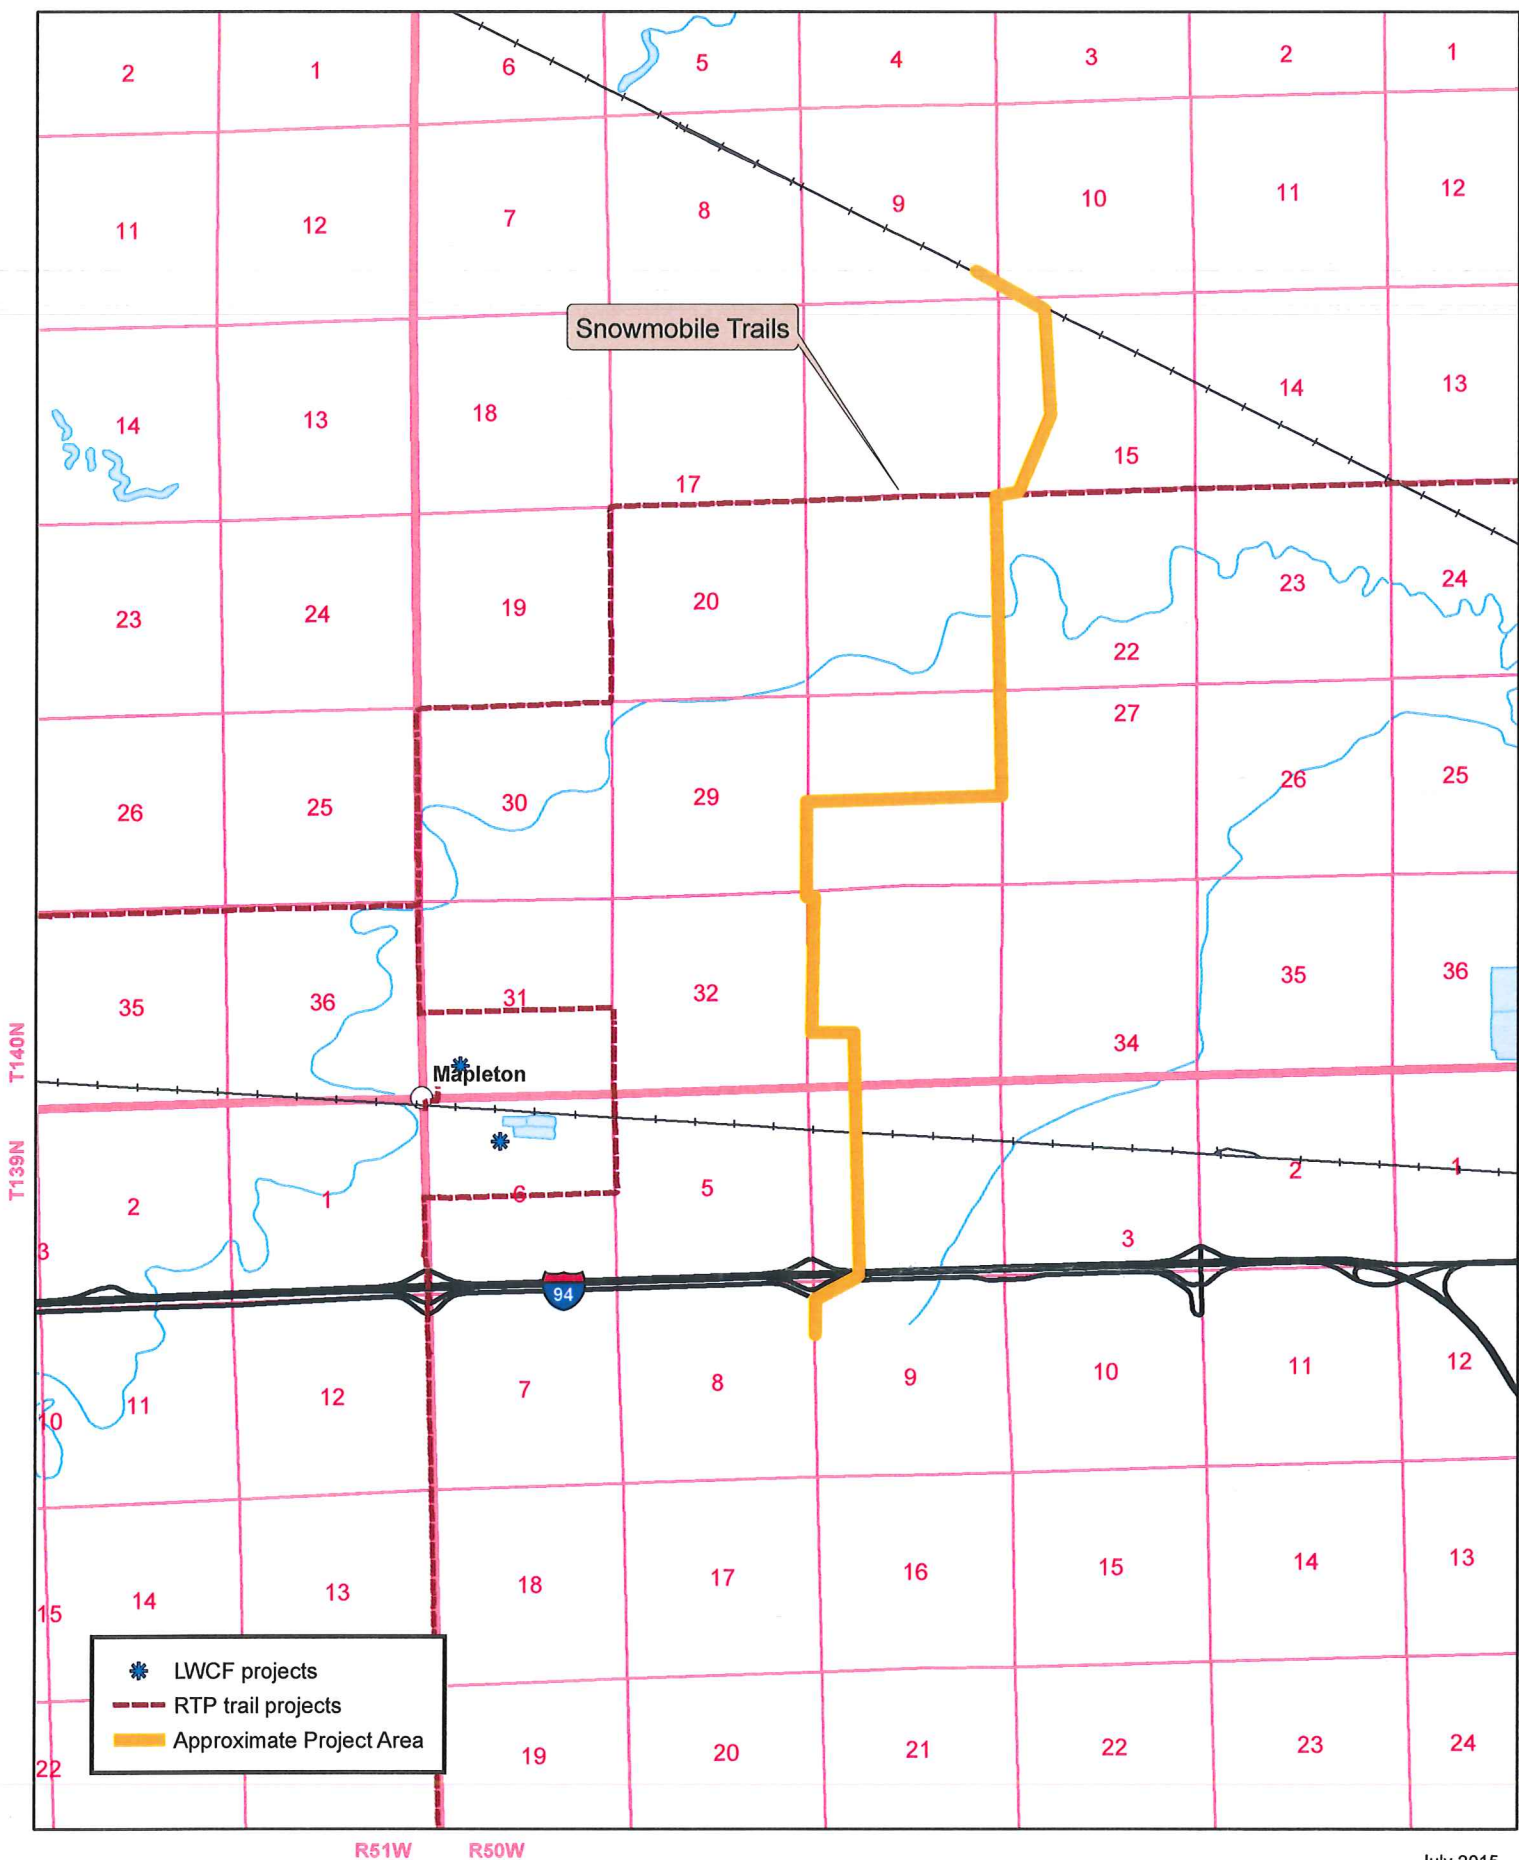 2 1 6 5 4 3 2 1
11 12 7 8 9 10 11 12
Snowmobile Trails
14 13 18 17 15 14 13
23 24 19 20 22 23 24
26 25 30 29 27 26 25
35 36 31 32 34 35 36
T140N
Mapleton
T139N
3 2 1 6 5 3 2 1
94
10 11 12 7 8 9 10 11 12
15 14 13 18 17 16 15 14 13
LWCF projects
RTP trail projects
Approximate Project Area
22 19 20 21 22 23 24
R51W R50W
July 2015